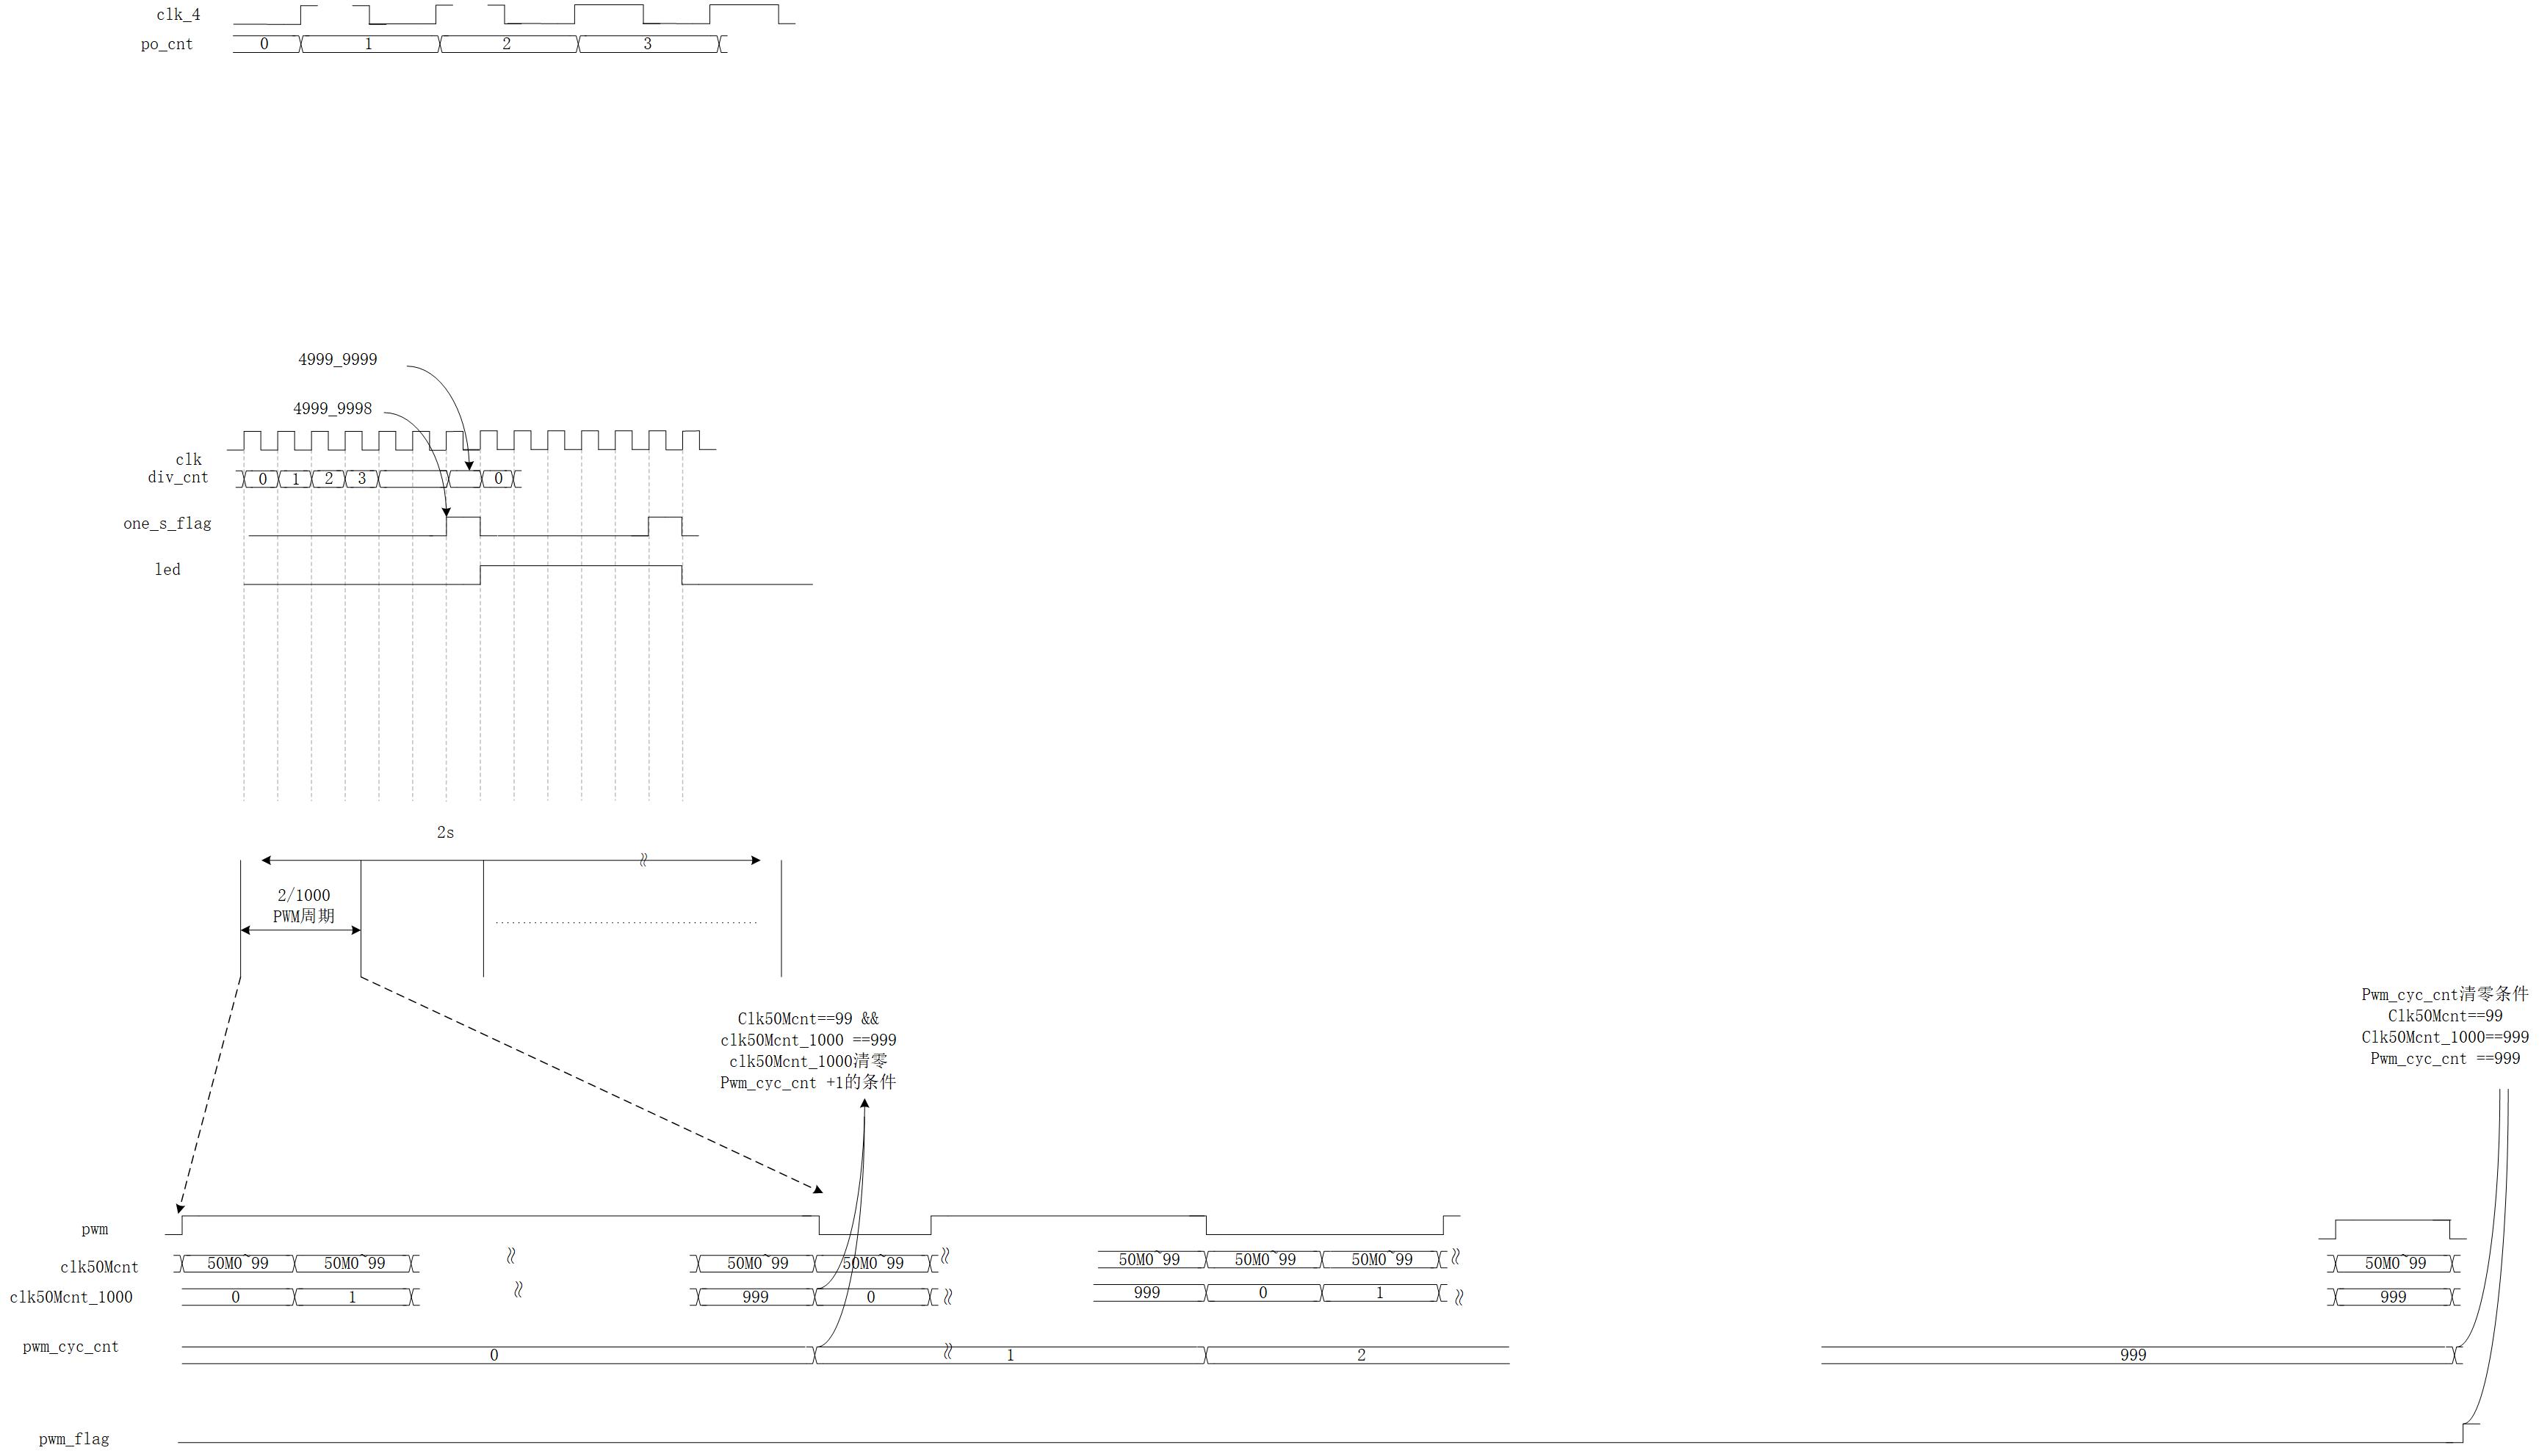 clk_4
po_cnt 0 1 2 3
4999_9999
4999_9998
clk
div_cnt 0 1 2 3 0
one_s_flag
led
2s
2/1000
PWM周期
Clk50Mcnt==99 &&
clk50Mcnt_1000 ==999
clk50Mcnt_1000清零
Pwm_cyc_cnt +1的条件
Pwm_cyc_cnt清零条件
Clk50Mcnt==99
Clk50Mcnt_1000==999
Pwm_cyc_cnt ==999
pwm
clk50Mcnt 50M0~99 50M0~99 50M0~99 50M0~99 50M0~99 50M0~99 50M0~99 50M0~99
clk50Mcnt_1000 0 1 999 0 999 0 1 999
pwm_cyc_cnt 0 1 2 999
pwm_flag